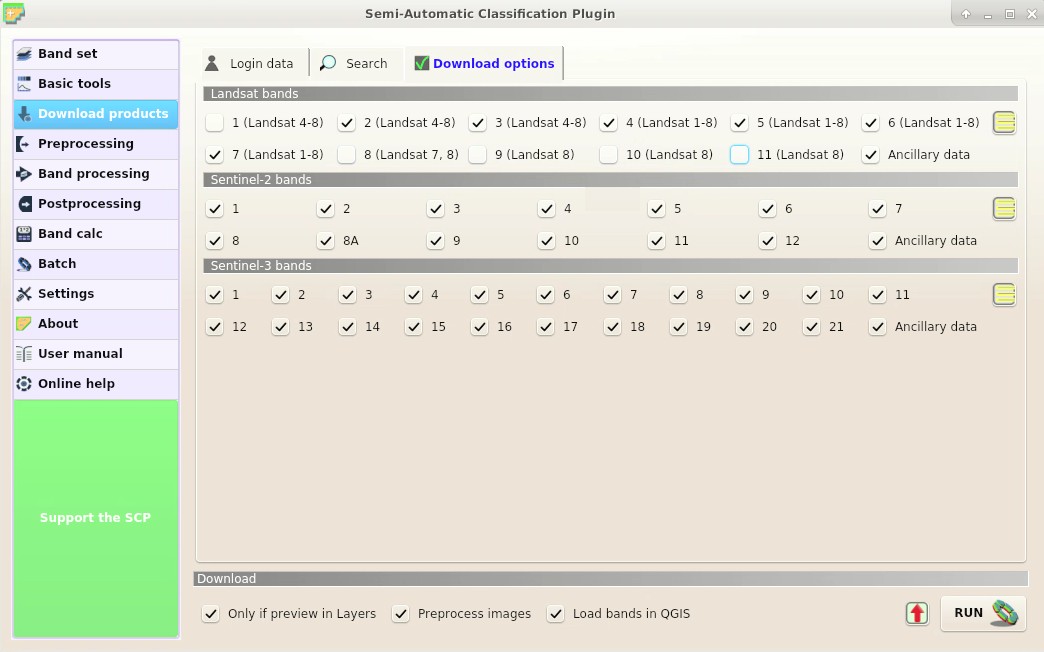 Semi-Automatic Classification Plugin
Band set
Basic tools
Download products
Preprocessing
Band processing
Postprocessing
Band calc
Batch
Settings
About
User manual
Online help
Support the SCP
Login data Search Download options
Landsat bands
1 (Landsat 4-8) 2 (Landsat 4-8) 3 (Landsat 4-8) 4 (Landsat 1-8) 5 (Landsat 1-8) 6 (Landsat 1-8)
7 (Landsat 1-8) 8 (Landsat 7, 8) 9 (Landsat 8) 10 (Landsat 8) 11 (Landsat 8) Ancillary data
Sentinel-2 bands
1 2 3 4 5 6 7
8 8A 9 10 11 12 Ancillary data
Sentinel-3 bands
1 2 3 4 5 6 7 8 9 10 11
12 13 14 15 16 17 18 19 20 21 Ancillary data
Download
Only if preview in Layers Preprocess images Load bands in QGIS RUN